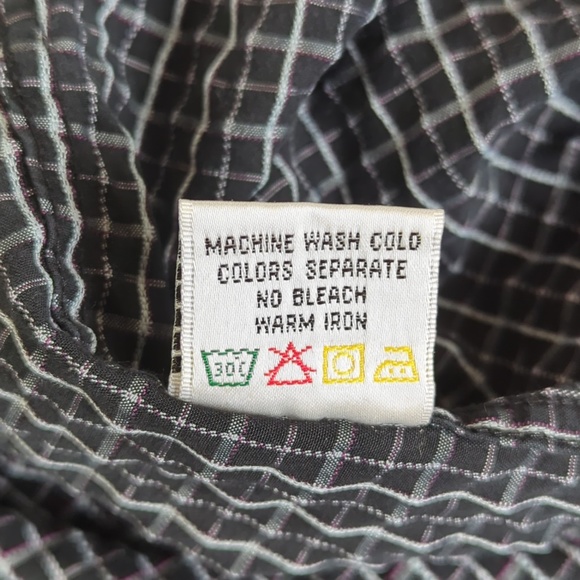 MACHINE WASH COLD
COLORS SEPARATE
NO BLEACH
WARM IRON
30°